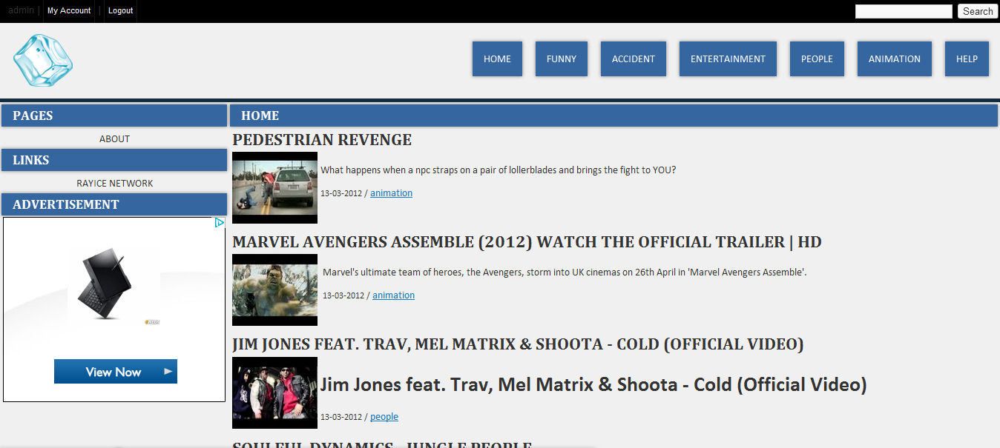 admin | My Account | Logout Search
HOME FUNNY ACCIDENT ENTERTAINMENT PEOPLE ANIMATION HELP
PAGES
ABOUT
LINKS
RAYICE NETWORK
ADVERTISEMENT
View Now
HOME
PEDESTRIAN REVENGE
What happens when a npc straps on a pair of lollerblades and brings the fight to YOU?
13-03-2012 / animation
MARVEL AVENGERS ASSEMBLE (2012) WATCH THE OFFICIAL TRAILER | HD
Marvel's ultimate team of heroes, the Avengers, storm into UK cinemas on 26th April in 'Marvel Avengers Assemble'.
13-03-2012 / animation
JIM JONES FEAT. TRAV, MEL MATRIX & SHOOTA - COLD (OFFICIAL VIDEO)
Jim Jones feat. Trav, Mel Matrix & Shoota - Cold (Official Video)
13-03-2012 / people
SOULFUL DYNAMICS - JUNGLE PEOPLE